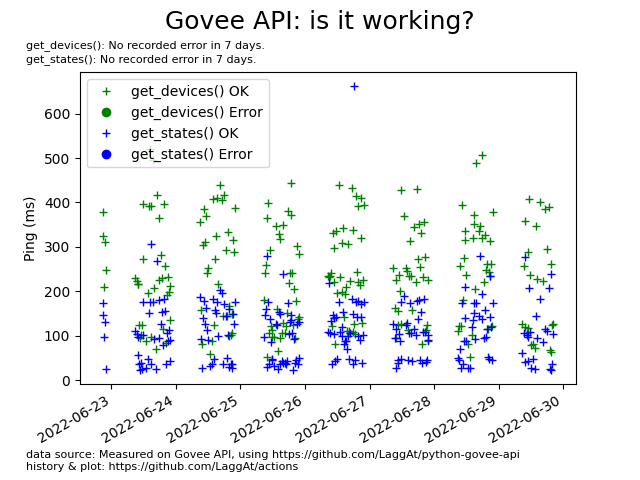 Govee API: is it working?
get_devices(): No recorded error in 7 days.
get_states(): No recorded error in 7 days.
get_devices() OK
get_devices() Error
get_states() OK
get_states() Error
Ping (ms)
600
500
400
300
200
100
0
2022-06-23
2022-06-24
2022-06-25
2022-06-26
2022-06-27
2022-06-28
2022-06-29
2022-06-30
data source: Measured on Govee API, using https://github.com/LaggAt/python-govee-api
history & plot: https://github.com/LaggAt/actions